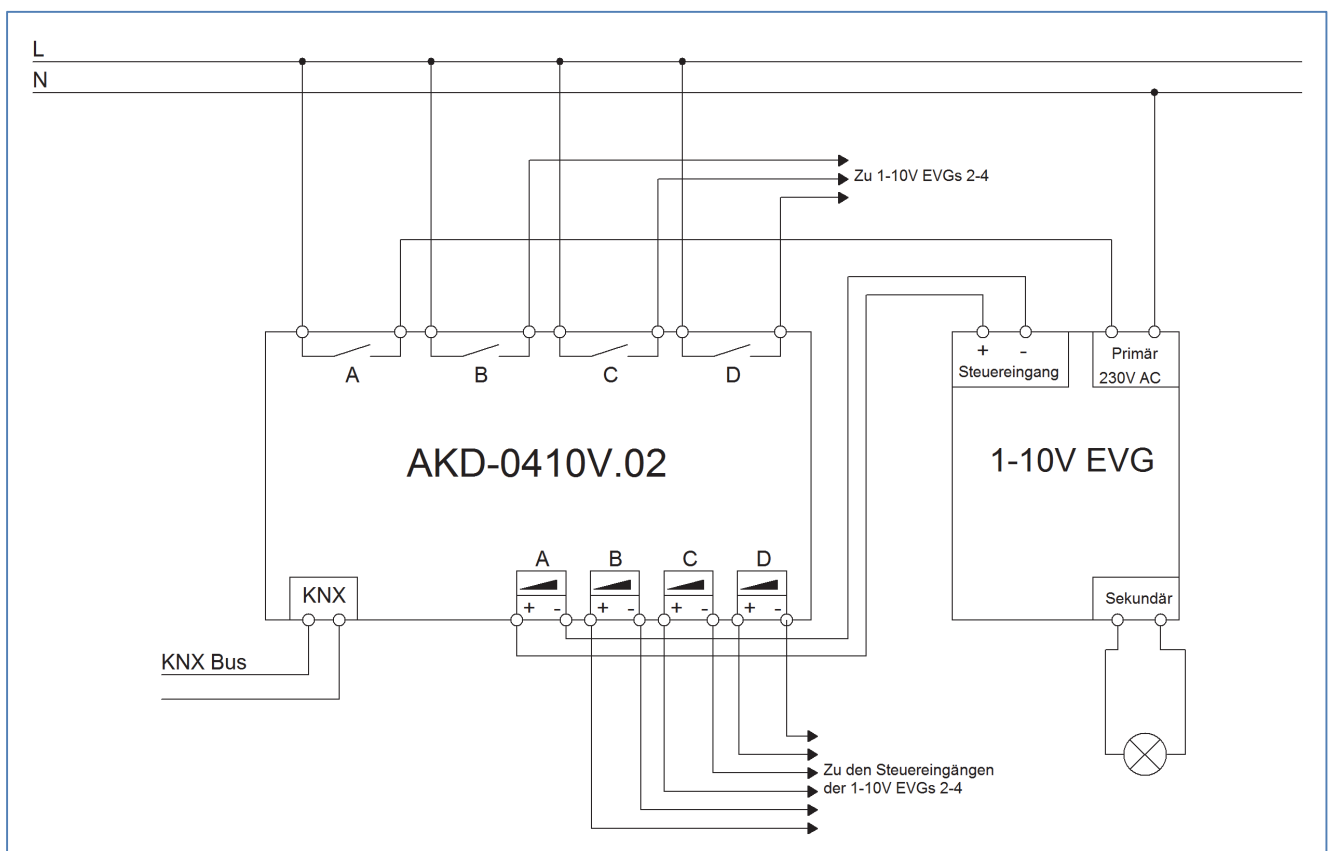 L
N
Zu 1-10V EVGs 2-4
A B C D
+ -
Steuereingang
Primär
230V AC
AKD-0410V.02
1-10V EVG
A B C D
+ - + - + - + -
KNX
Sekundär
KNX Bus
Zu den Steuereingängen
der 1-10V EVGs 2-4